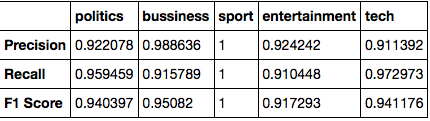 politics bussiness sport entertainment tech
Precision 0.922078 0.988636 1 0.924242 0.911392
Recall 0.959459 0.915789 1 0.910448 0.972973
F1 Score 0.940397 0.95082 1 0.917293 0.941176